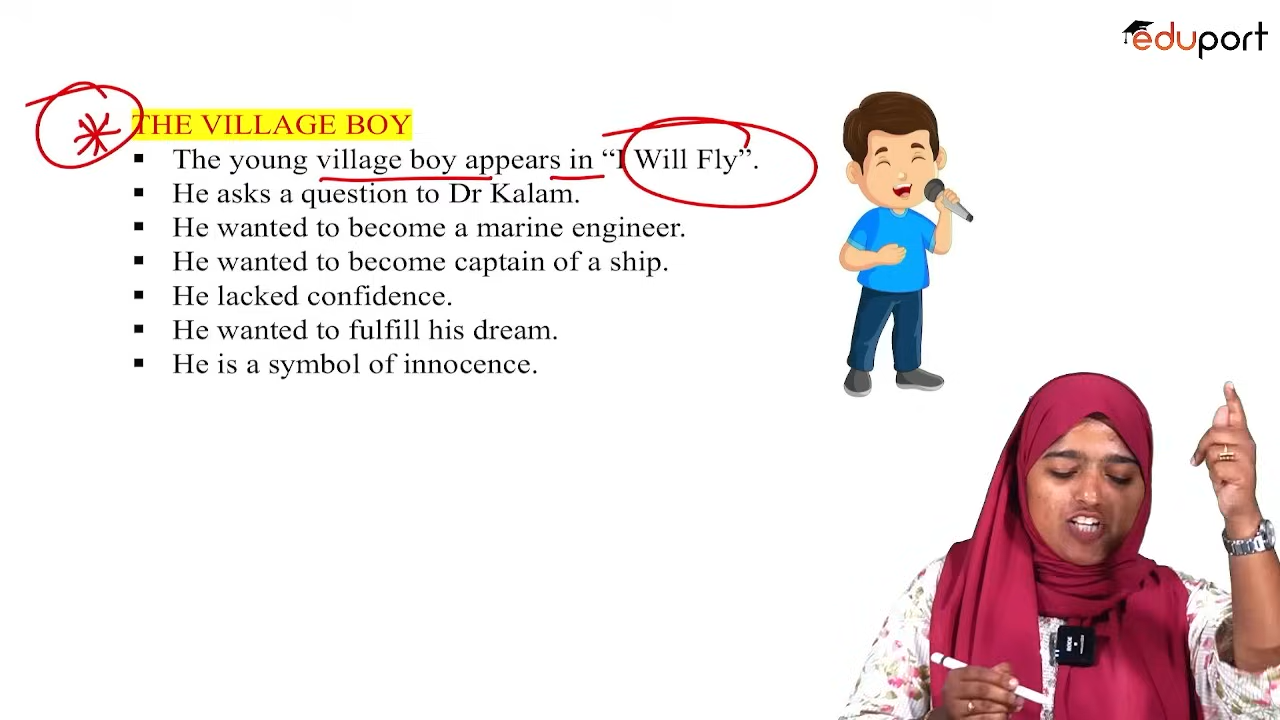 eduport
THE VILLAGE BOY
▪ The young village boy appears in “I Will Fly”.
▪ He asks a question to Dr Kalam.
▪ He wanted to become a marine engineer.
▪ He wanted to become captain of a ship.
▪ He lacked confidence.
▪ He wanted to fulfill his dream.
▪ He is a symbol of innocence.